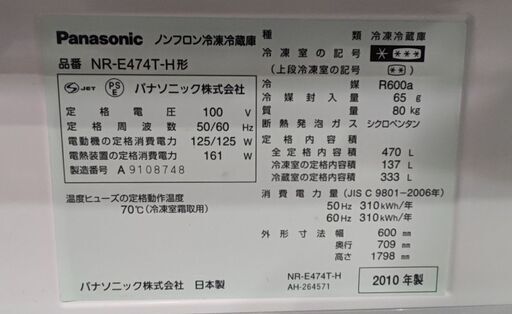 Panasonic ノンフロン冷凍冷蔵庫
品番 NR-E474T-H形
S JET PSE パナソニック株式会社
定格電圧 100 V
定格周波数 50/60 Hz
電動機の定格消費電力 125/125 W
電熱装置の定格消費電力 161 W
製造番号 A 9108748
温度ヒューズの定格動作温度
70℃(冷凍室霜取用)
パナソニック株式会社 日本製
種類 冷凍冷蔵庫
冷凍室の記号 * ***
(上段冷凍室の記号) **
冷媒 R600a
冷媒封入量 65 g
質量 80 kg
断熱発泡ガス シクロペンタン
定格内容積
全定格内容積 470 L
冷凍室の定格内容積 137 L
冷蔵室の定格内容積 333 L
消費電力量 (JIS C 9801-2006年)
50 Hz 310 kWh/年
60 Hz 310 kWh/年
外形寸法 幅 600 mm
奥行 709 mm
高さ 1798 mm
NR-E474T-H
AH-264571
2010 年製